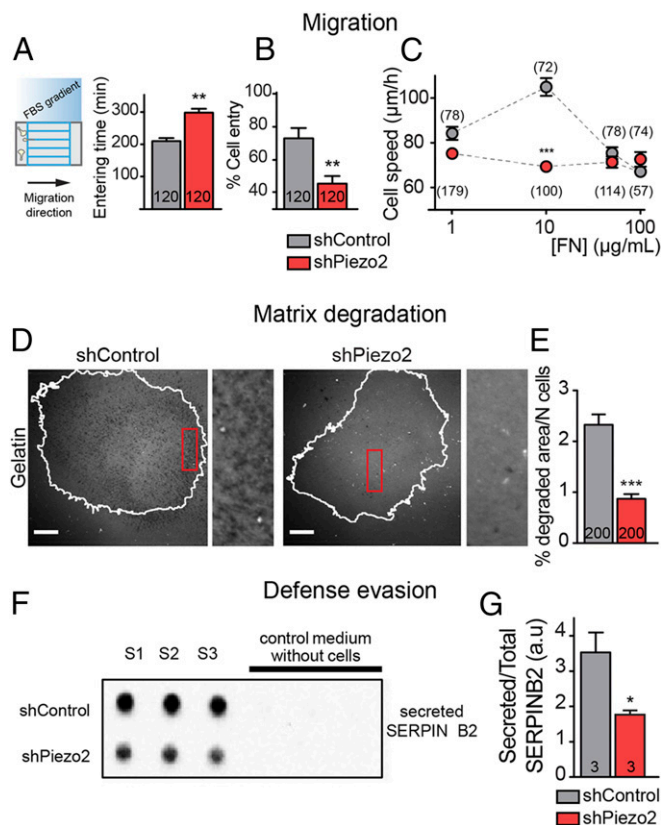 Migration
A
FBS gradient
Migration
direction
Entering time (min)
400
300
200
100
0
**
120
120
B
% Cell entry
100
80
60
40
**
120
120
shControl
shPiezo2
C
Cell speed (µm/h)
120
100
80
60
(78)
(72)
(78)
(74)
***
(179)
(100)
(114)
(57)
1
10
100
[FN] (µg/mL)
Matrix degradation
D
shControl
shPiezo2
Gelatin
E
% degraded area/N cells
3
2
1
0
***
200
200
Defense evasion
F
S1 S2 S3
control medium
without cells
shControl
shPiezo2
secreted
SERPIN B2
G
Secreted/Total
SERPINB2 (a.u)
4
3
2
1
0
*
3
3
shControl
shPiezo2